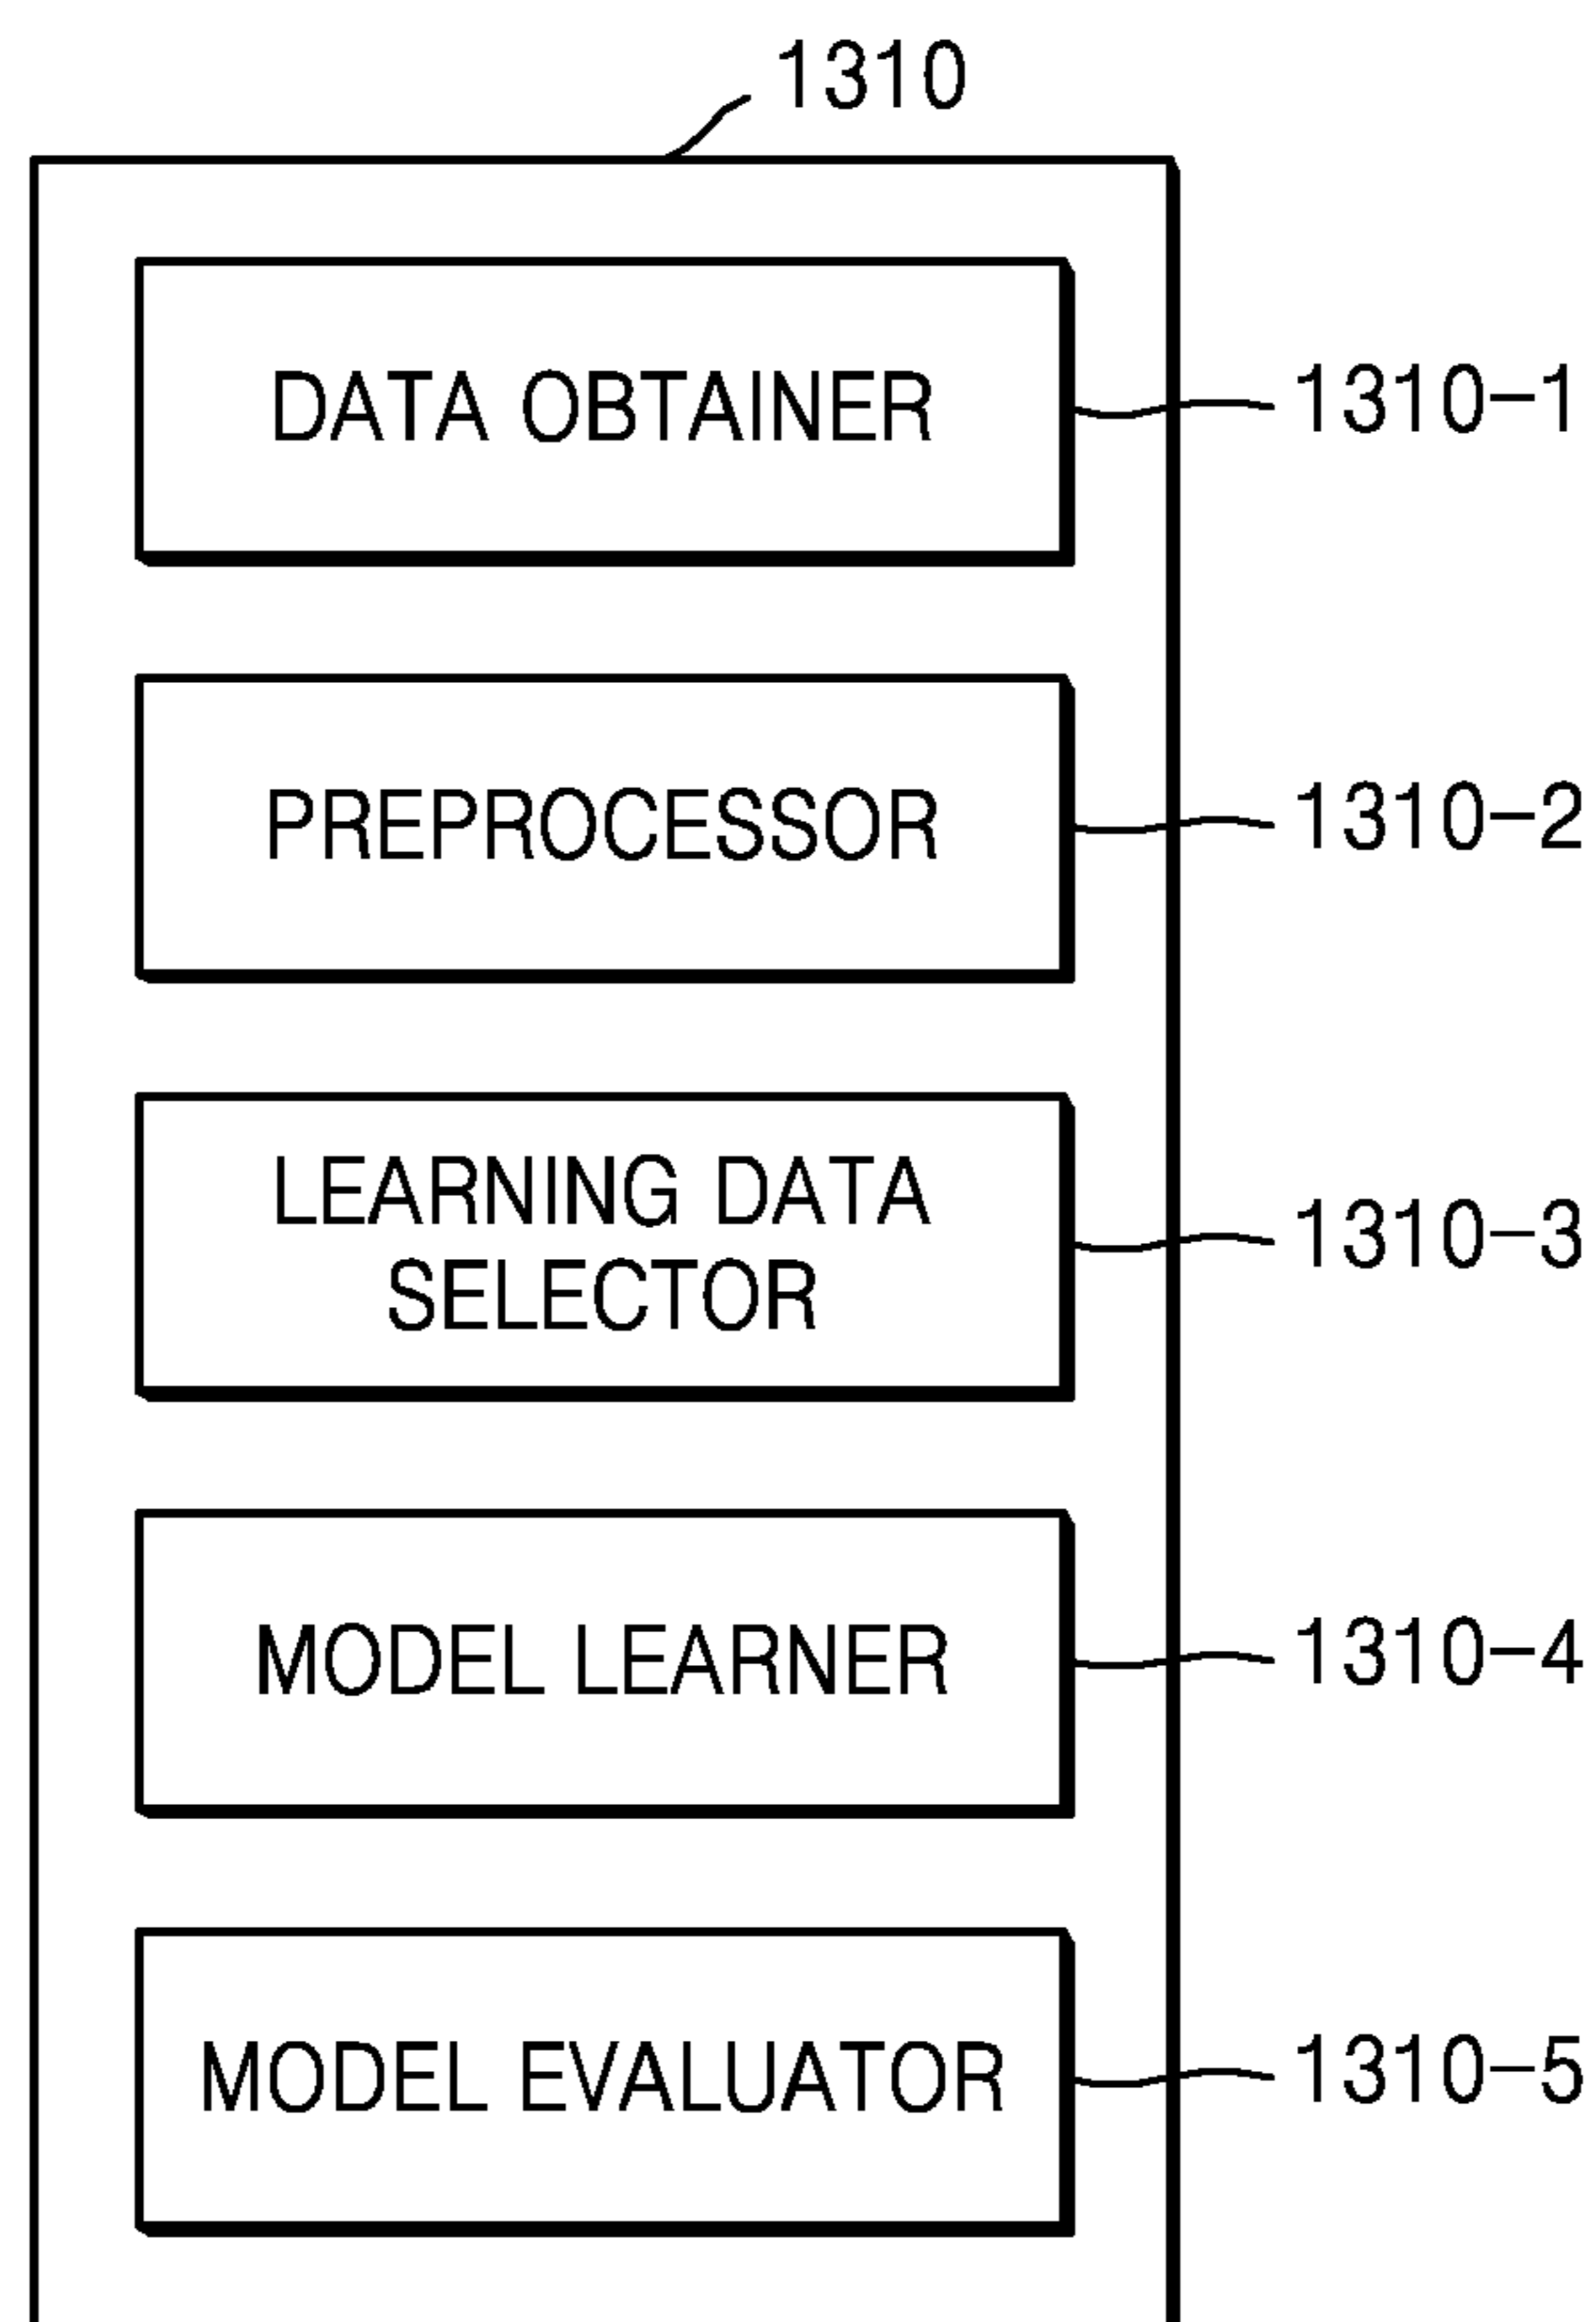 1310
DATA OBTAINER
1310-1
PREPROCESSOR
1310-2
LEARNING DATA
SELECTOR
1310-3
MODEL LEARNER
1310-4
MODEL EVALUATOR
1310-5